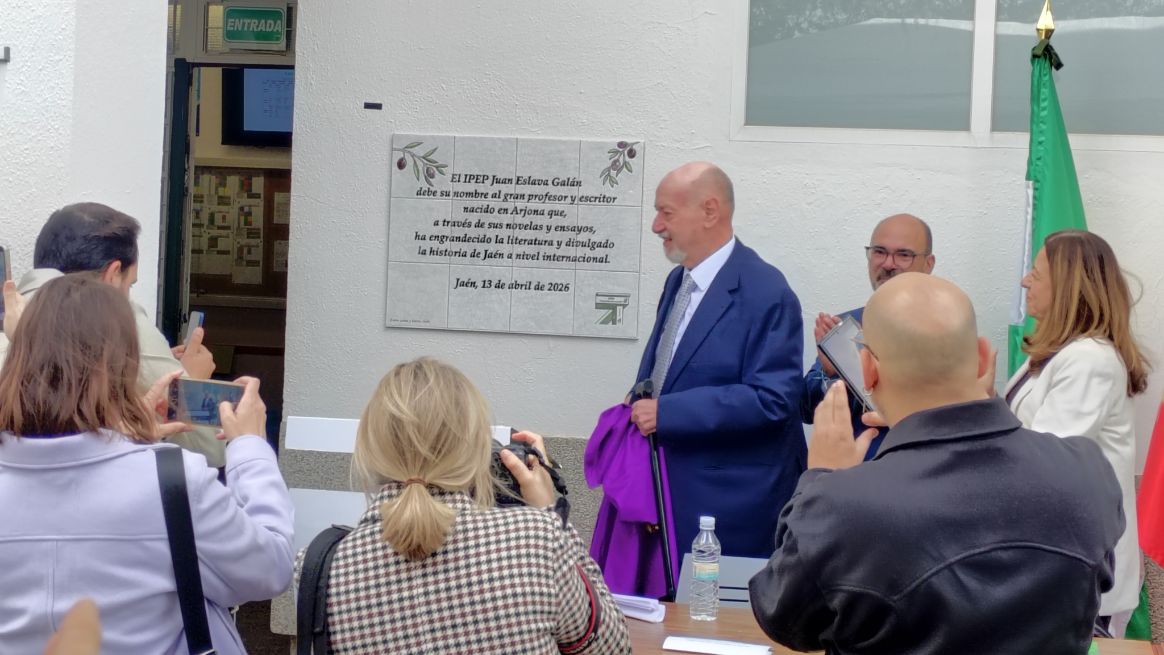 ENTRADA
El IPEP Juan Eslava Galán
debe su nombre al gran profesor y escritor
nacido en Arjona que,
a través de sus novelas y ensayos,
ha engrandecido la literatura y divulgado
la historia de Jaén a nivel internacional.
Jaén, 13 de abril de 2026